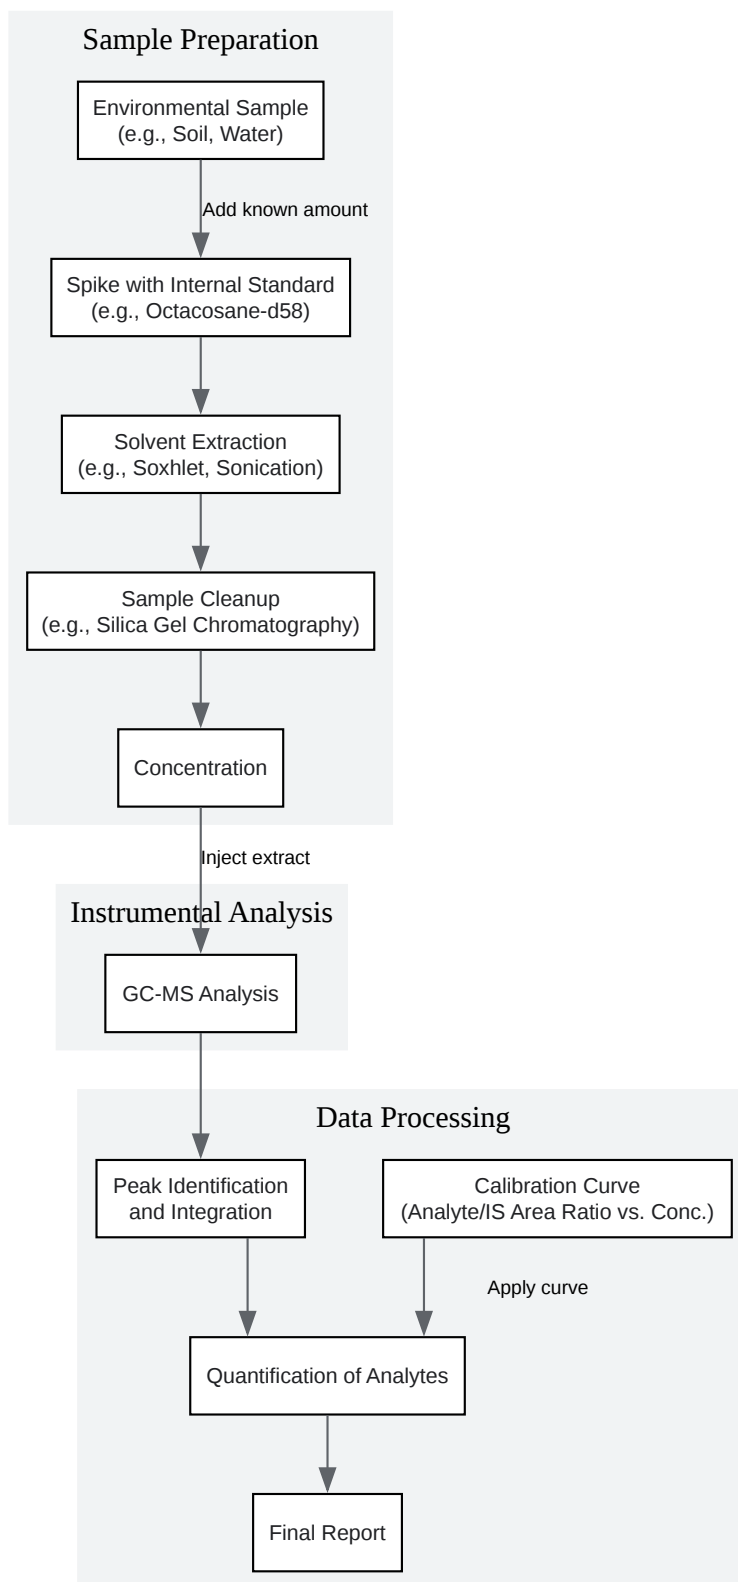 Sample Preparation
Environmental Sample
(e.g., Soil, Water)
Add known amount
Spike with Internal Standard
(e.g., Octacosane-d58)
Solvent Extraction
(e.g., Soxhlet, Sonication)
Sample Cleanup
(e.g., Silica Gel Chromatography)
Concentration
Inject extract
Instrumental Analysis
GC-MS Analysis
Data Processing
Peak Identification
and Integration
Calibration Curve
(Analyte/IS Area Ratio vs. Conc.)
Apply curve
Quantification of Analytes
Final Report